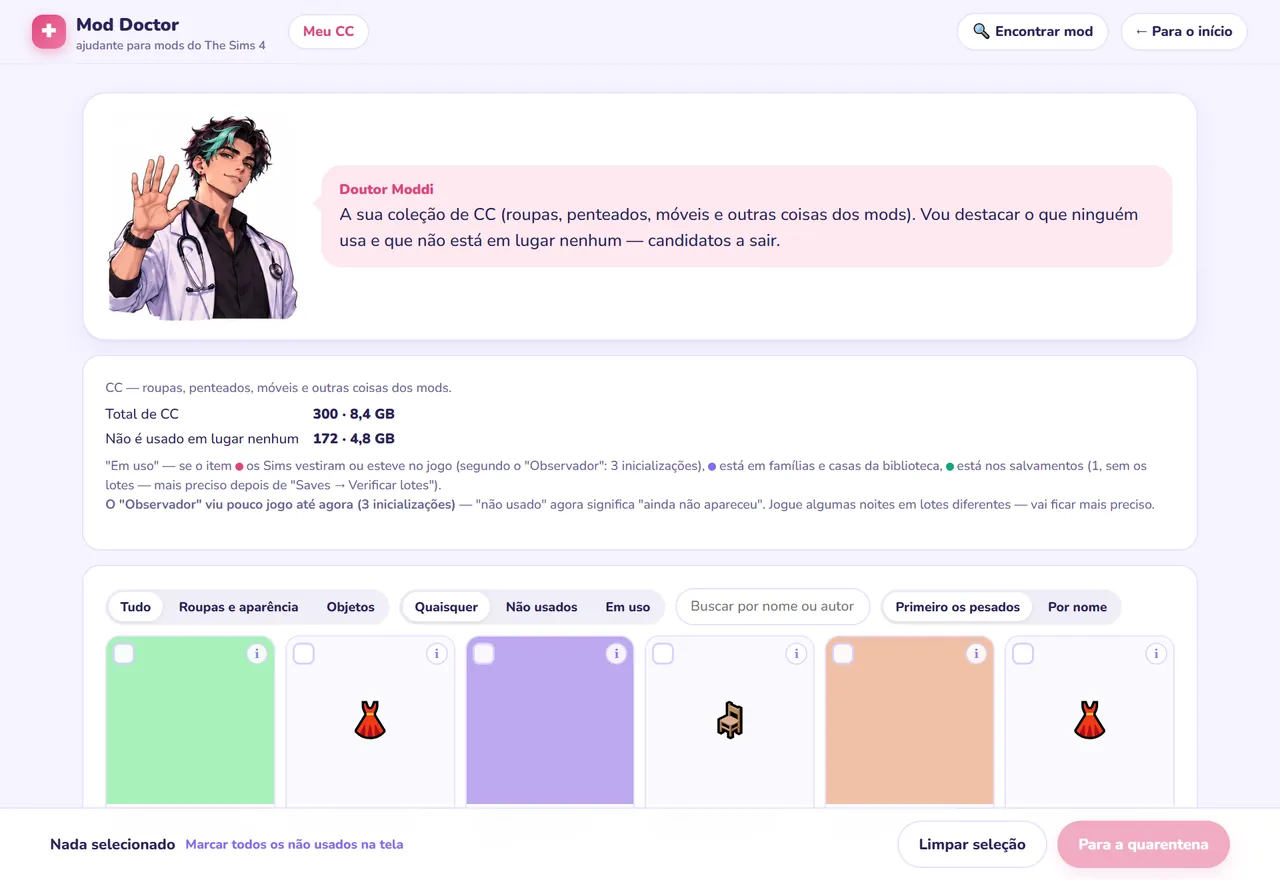 Mod Doctor
ajudante para mods do The Sims 4
Meu CC
Encontrar mod
← Para o início
Doutor Moddi
A sua coleção de CC (roupas, penteados, móveis e outras coisas dos mods). Vou destacar o que ninguém
usa e que não está em lugar nenhum — candidatos a sair.
CC — roupas, penteados, móveis e outras coisas dos mods.
Total de CC 300 · 8,4 GB
Não é usado em lugar nenhum 172 · 4,8 GB
"Em uso" — se o item os Sims vestiram ou esteve no jogo (segundo o "Observador": 3 inicializações), está em famílias e casas da biblioteca, está nos salvamentos (1, sem os
lotes — mais preciso depois de "Saves → Verificar lotes").
O "Observador" viu pouco jogo até agora (3 inicializações) — "não usado" agora significa "ainda não apareceu". Jogue algumas noites em lotes diferentes — vai ficar mais preciso.
Tudo Roupas e aparência Objetos Quaisquer Não usados Em uso Buscar por nome ou autor Primeiro os pesados Por nome
i i i i i i
Nada selecionado Marcar todos os não usados na tela Limpar seleção Para a quarentena